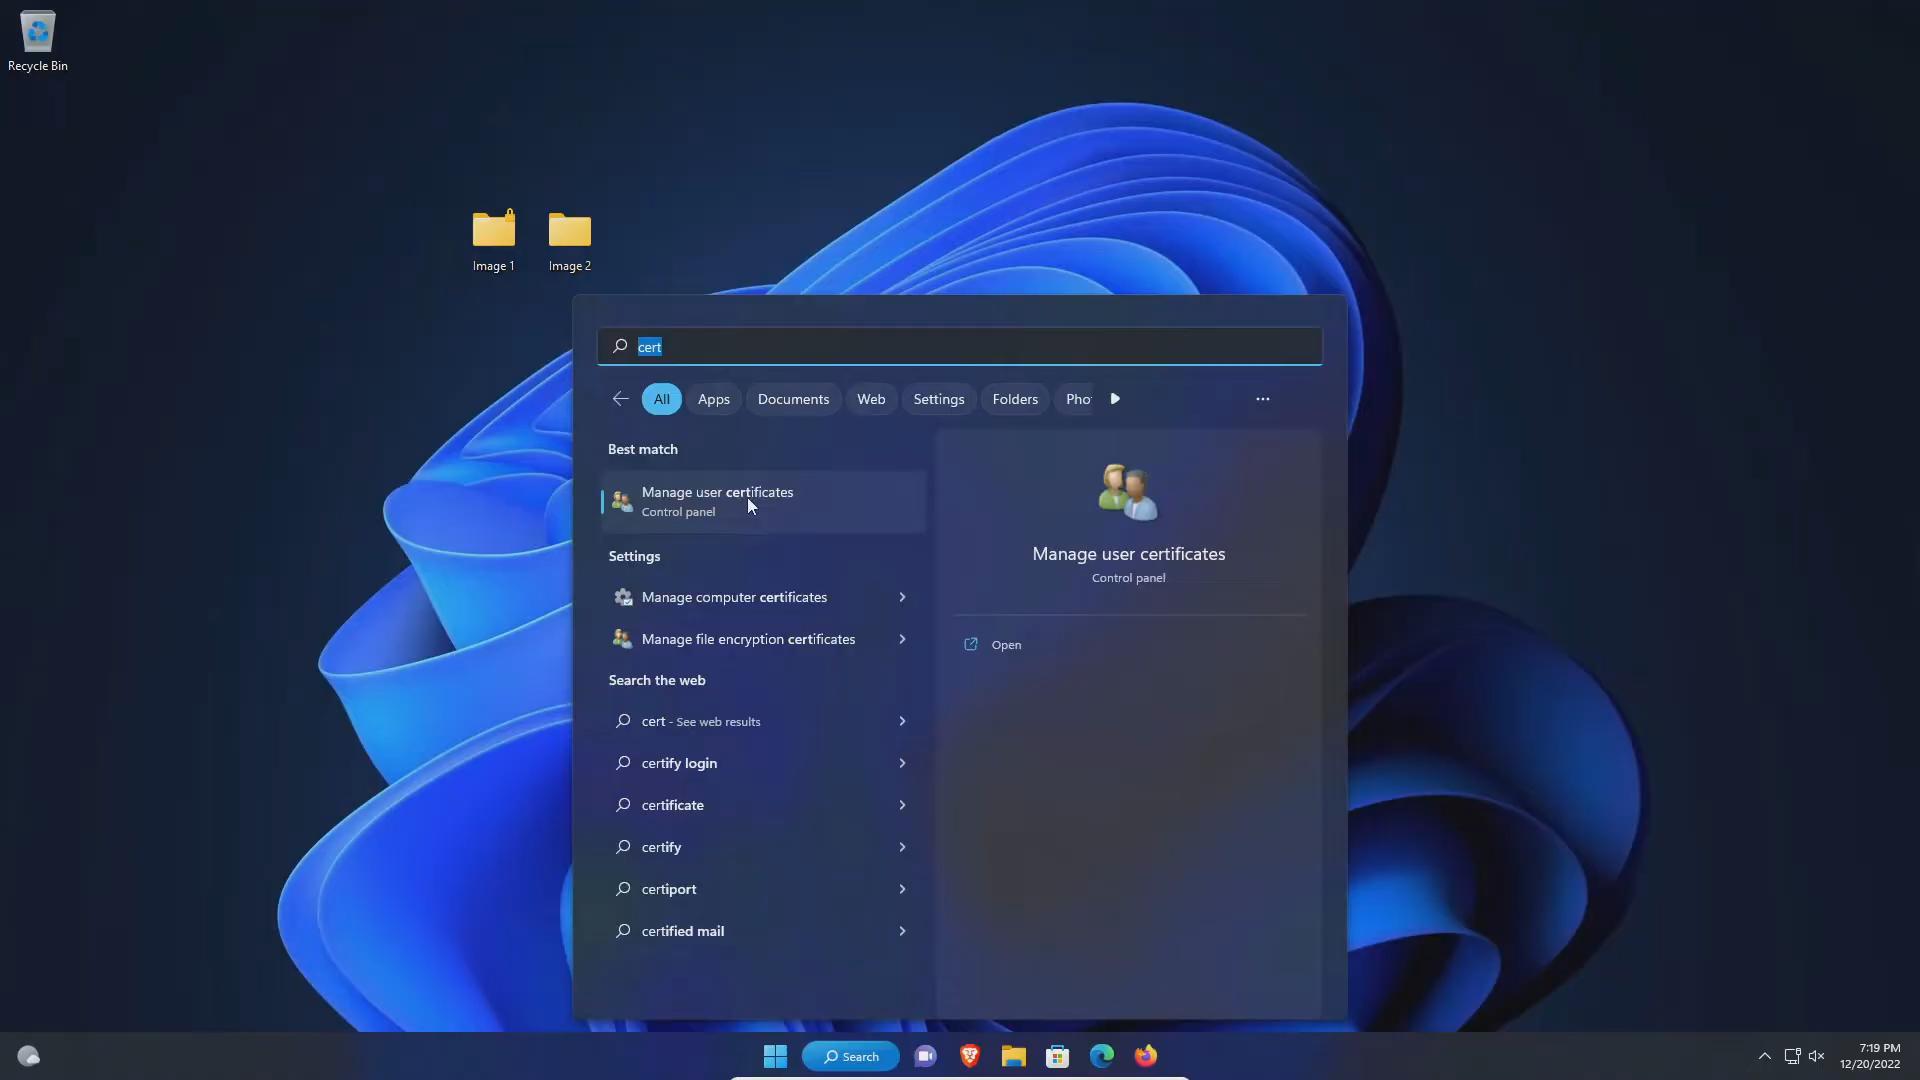 Recycle Bin
Image 1
Image 2
cert
All
Apps
Documents
Web
Settings
Folders
Pho
Best match
Manage user certificates
Control panel
Settings
Manage computer certificates
Manage file encryption certificates
Search the web
cert - See web results
certify login
certificate
certify
certiport
certified mail
Manage user certificates
Control panel
Open
Search
7:19 PM
12/20/2022